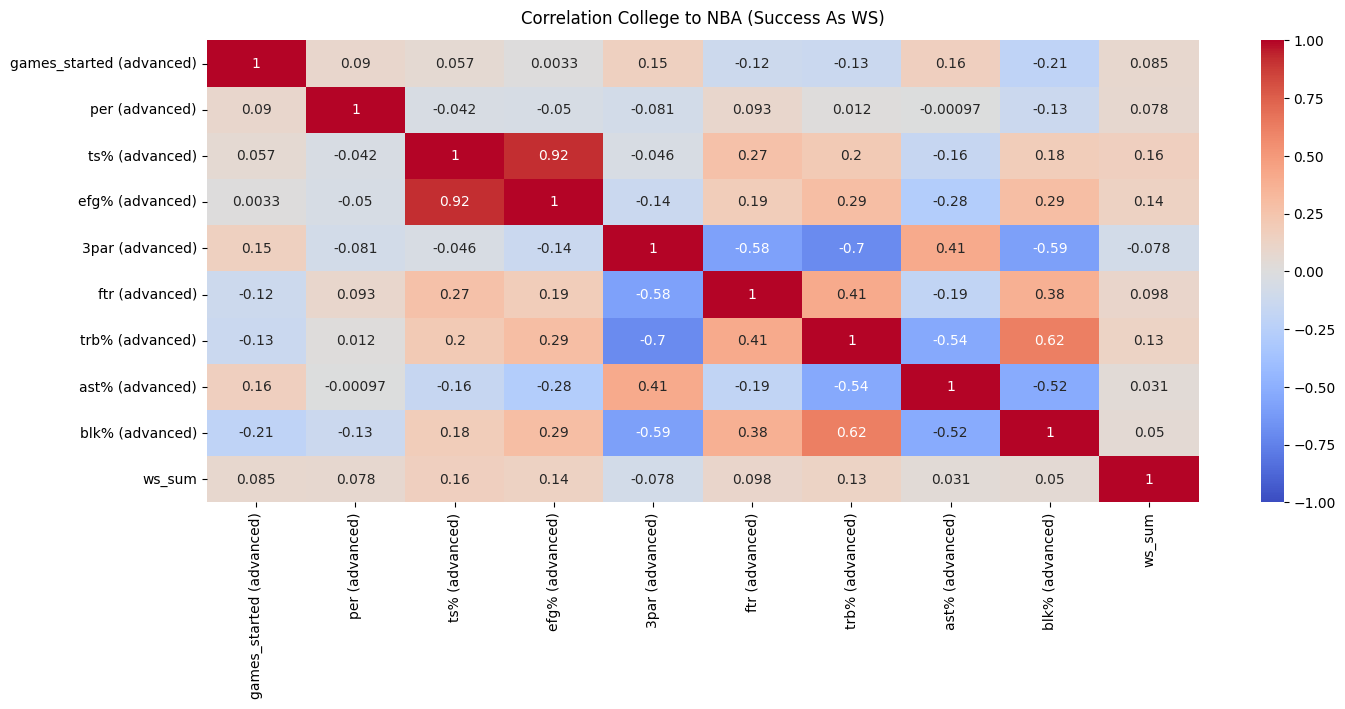 Correlation College to NBA (Success As WS)
games_started (advanced) 1 0.09 0.057 0.0033 0.15 -0.12 -0.13 0.16 -0.21 0.085
per (advanced) 0.09 1 -0.042 -0.05 -0.081 0.093 0.012 -0.00097 -0.13 0.078
ts% (advanced) 0.057 -0.042 1 0.92 -0.046 0.27 0.2 -0.16 0.18 0.16
efg% (advanced) 0.0033 -0.05 0.92 1 -0.14 0.19 0.29 -0.28 0.29 0.14
3par (advanced) 0.15 -0.081 -0.046 -0.14 1 -0.58 -0.7 0.41 -0.59 -0.078
ftr (advanced) -0.12 0.093 0.27 0.19 -0.58 1 0.41 -0.19 0.38 0.098
trb% (advanced) -0.13 0.012 0.2 0.29 -0.7 0.41 1 -0.54 0.62 0.13
ast% (advanced) 0.16 -0.00097 -0.16 -0.28 0.41 -0.19 -0.54 1 -0.52 0.031
blk% (advanced) -0.21 -0.13 0.18 0.29 -0.59 0.38 0.62 -0.52 1 0.05
ws_sum 0.085 0.078 0.16 0.14 -0.078 0.098 0.13 0.031 0.05 1
games_started (advanced)
per (advanced)
ts% (advanced)
efg% (advanced)
3par (advanced)
ftr (advanced)
trb% (advanced)
ast% (advanced)
blk% (advanced)
ws_sum
1.00
0.75
0.50
0.25
0.00
−0.25
−0.50
−0.75
−1.00